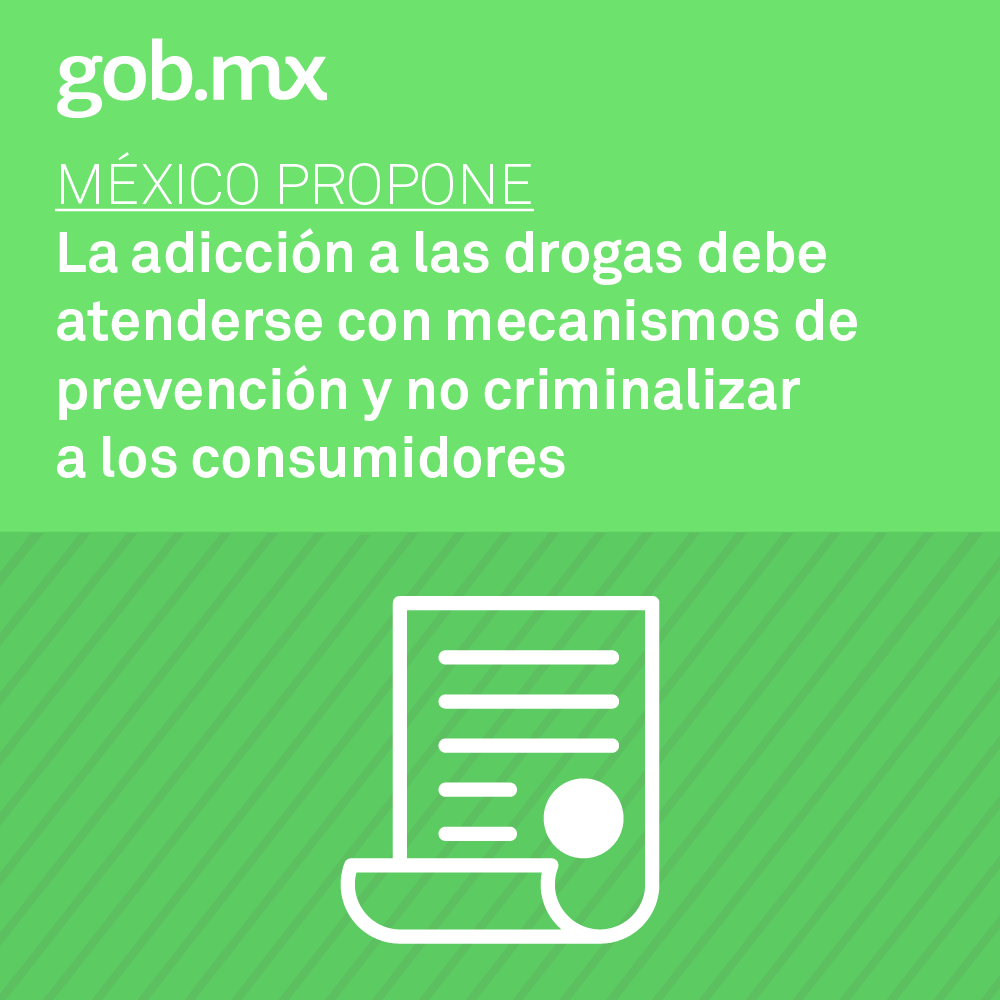 gob.mx
MÉXICO PROPONE
La adicción a las drogas debe
atenderse con mecanismos de
prevención y no criminalizar
a los consumidores